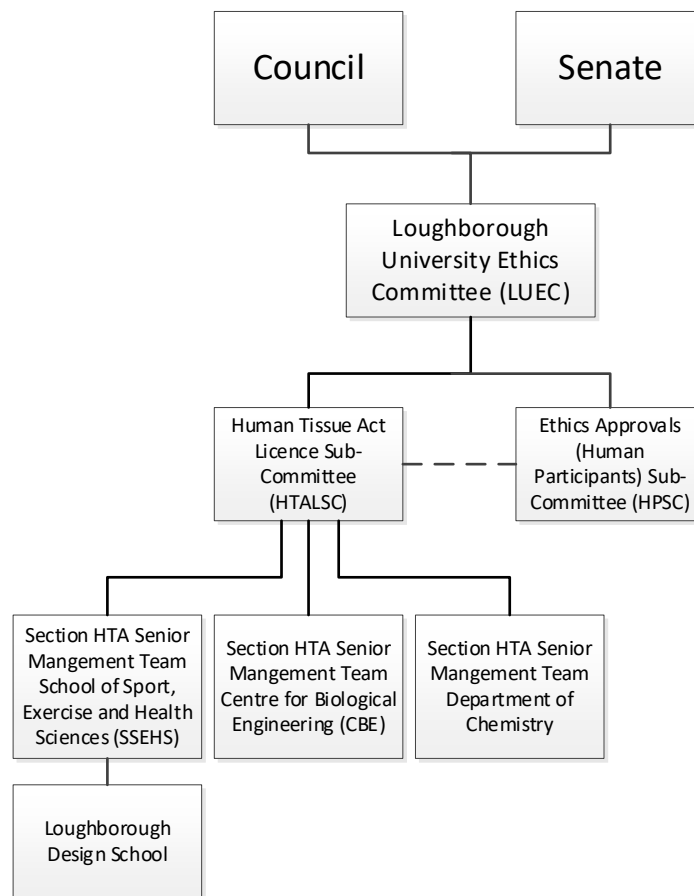 Council
Senate
Loughborough
University Ethics
Committee (LUEC)
Human Tissue Act
Licence Sub-
Committee
(HTALSC)
Ethics Approvals
(Human
Participants) Sub-
Committee (HPSC)
Section HTA Senior
Mangement Team
School of Sport,
Exercise and Health
Sciences (SSEHS)
Section HTA Senior
Mangement Team
Centre for Biological
Engineering (CBE)
Section HTA Senior
Mangement Team
Department of
Chemistry
Loughborough
Design School